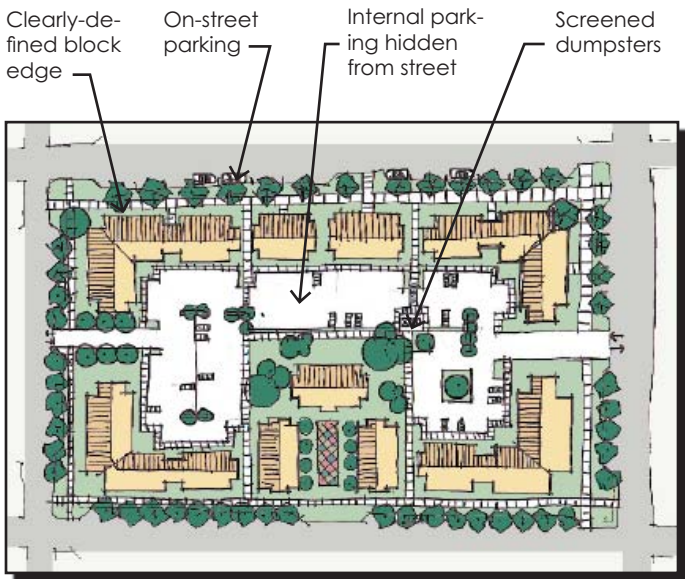 Clearly-de-
fined block
edge
On-street
parking
Internal park-
ing hidden
from street
Screened
dumpsters